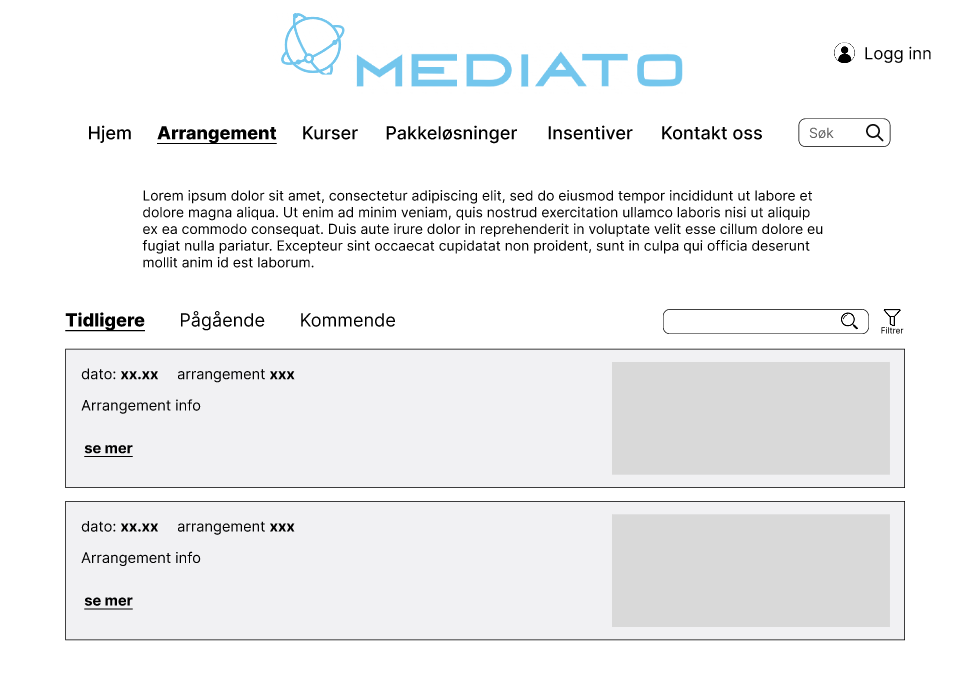 MEDIATO
Logg inn
Hjem Arrangement Kurser Pakkeløsninger Insentiver Kontakt oss Søk
Lorem ipsum dolor sit amet, consectetur adipiscing elit, sed do eiusmod tempor incididunt ut labore et
dolore magna aliqua. Ut enim ad minim veniam, quis nostrud exercitation ullamco laboris nisi ut aliquip
ex ea commodo consequat. Duis aute irure dolor in reprehenderit in voluptate velit esse cillum dolore eu
fugiat nulla pariatur. Excepteur sint occaecat cupidatat non proident, sunt in culpa qui officia deserunt
mollit anim id est laborum.
Tidligere Pågående Kommende
Filtrer
dato: xx.xx arrangement xxx
Arrangement info
se mer
dato: xx.xx arrangement xxx
Arrangement info
se mer